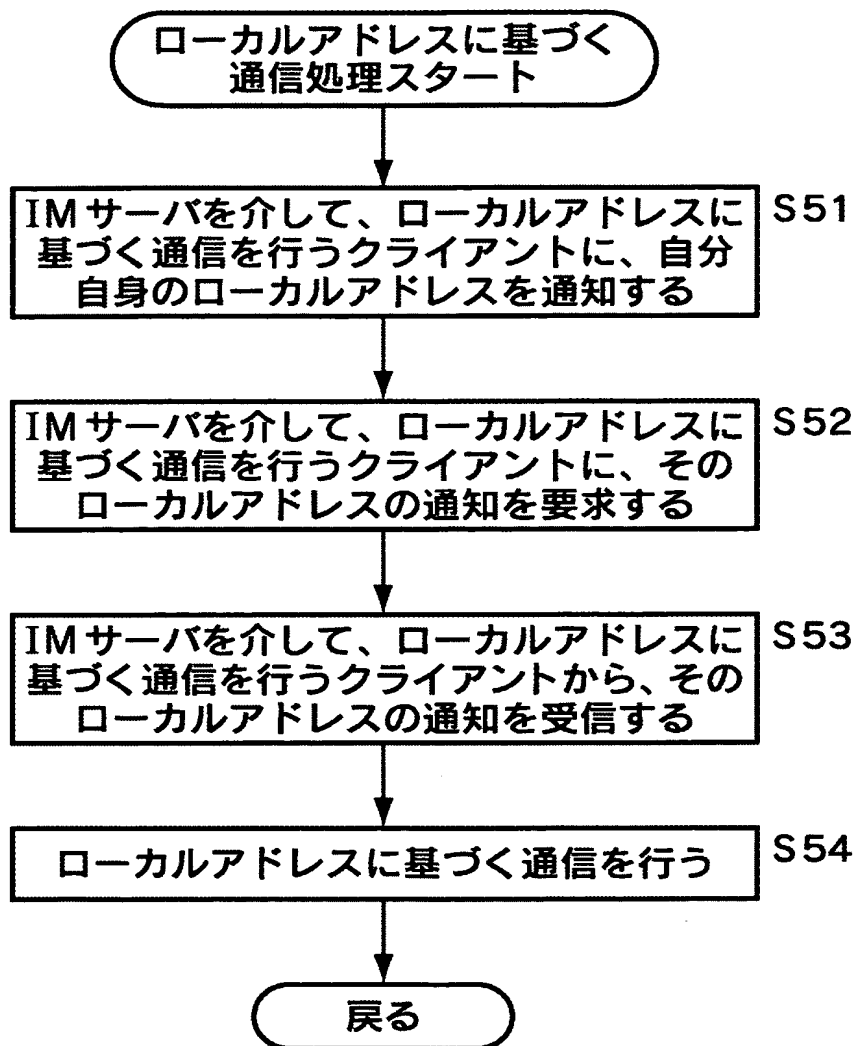 ローカルアドレスに基づく
通信処理スタート
IMサーバを介して、ローカルアドレスに
基づく通信を行うクライアントに、自分
自身のローカルアドレスを通知する
S51
IMサーバを介して、ローカルアドレスに
基づく通信を行うクライアントに、その
ローカルアドレスの通知を要求する
S52
IMサーバを介して、ローカルアドレスに
基づく通信を行うクライアントから、その
ローカルアドレスの通知を受信する
S53
ローカルアドレスに基づく通信を行う
S54
戻る